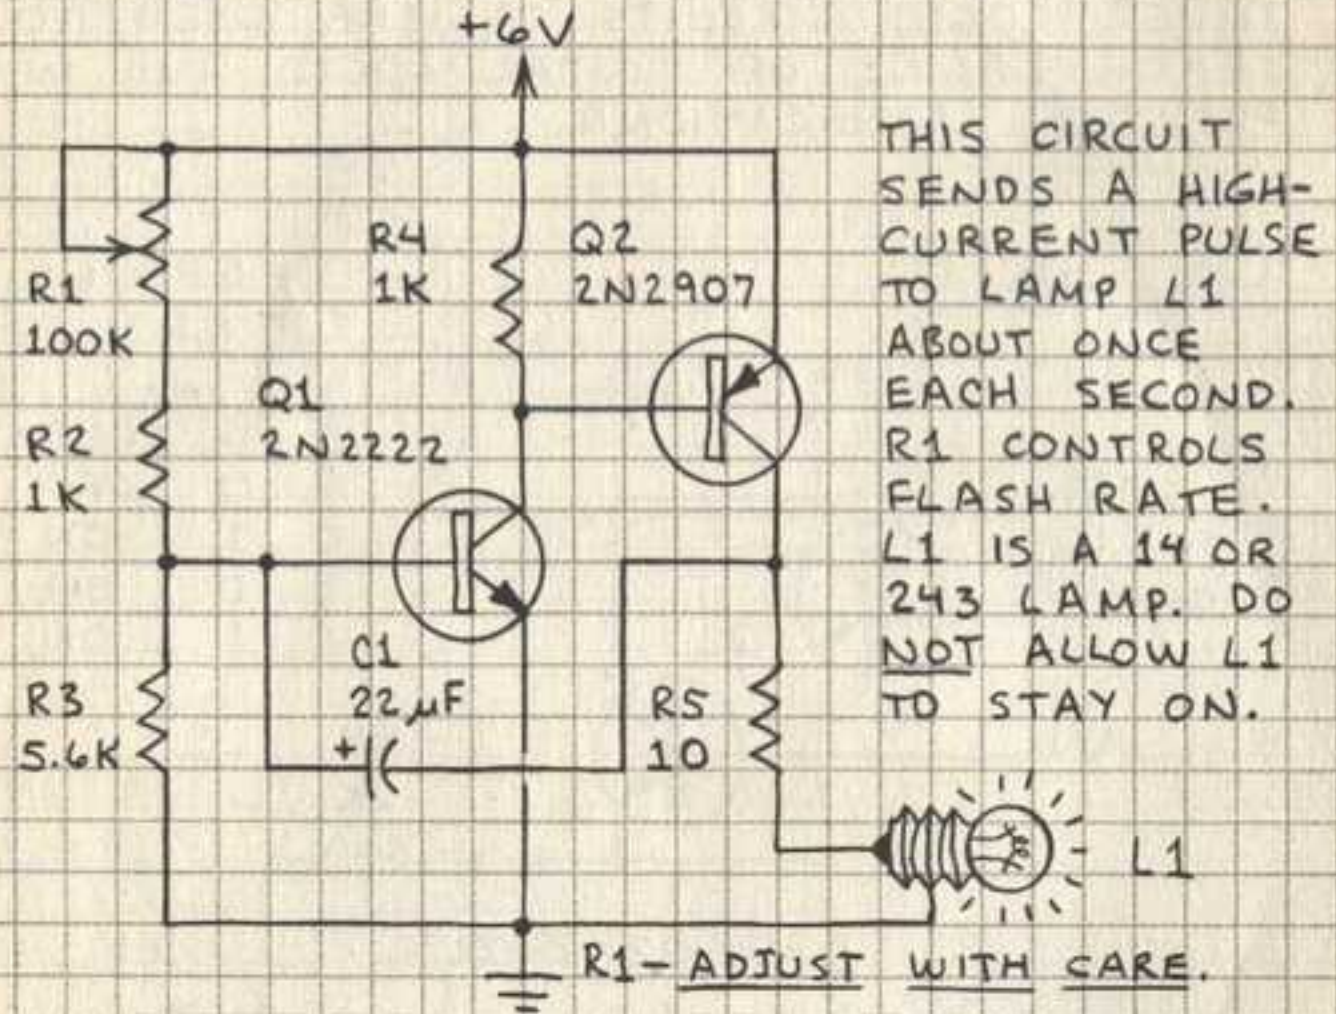 +6V
R1
100K
R4
1K
Q2
2N2907
Q1
2N2222
R2
1K
C1
22µF
+
R3
5.6K
R5
10
L1
THIS CIRCUIT
SENDS A HIGH-
CURRENT PULSE
TO LAMP L1
ABOUT ONCE
EACH SECOND.
R1 CONTROLS
FLASH RATE.
L1 IS A 14 OR
243 LAMP. DO
NOT ALLOW L1
TO STAY ON.
R1-ADJUST WITH CARE.